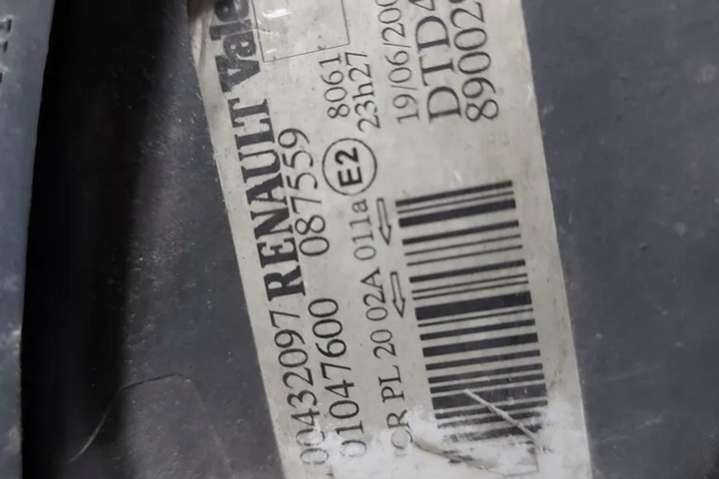 00432097 RENAULT Vale
01047600 087559
E2 8061
23h27
CR PL 20 02A 011a
19/06/200
DTD4
89002